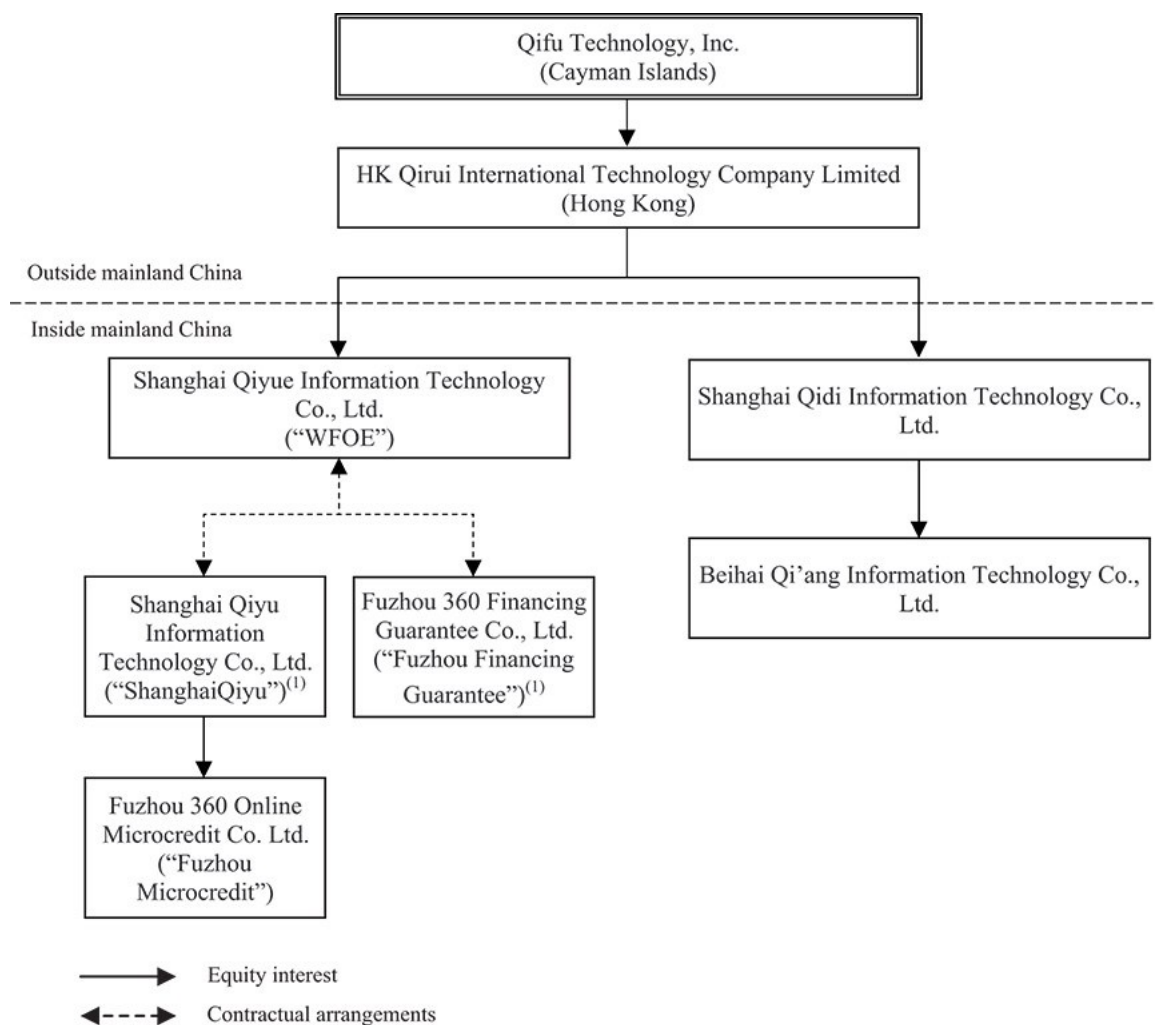 Qifu Technology, Inc.
(Cayman Islands)
HK Qirui International Technology Company Limited
(Hong Kong)
Outside mainland China
Inside mainland China
Shanghai Qiyue Information Technology
Co., Ltd.
(“WFOE”)
Shanghai Qidi Information Technology Co.,
Ltd.
Shanghai Qiyu
Information
Technology Co., Ltd.
(“ShanghaiQiyu”)(1)
Fuzhou 360 Financing
Guarantee Co., Ltd.
(“Fuzhou Financing
Guarantee”)(1)
Beihai Qi’ang Information Technology Co.,
Ltd.
Fuzhou 360 Online
Microcredit Co. Ltd.
(“Fuzhou
Microcredit”)
Equity interest
Contractual arrangements